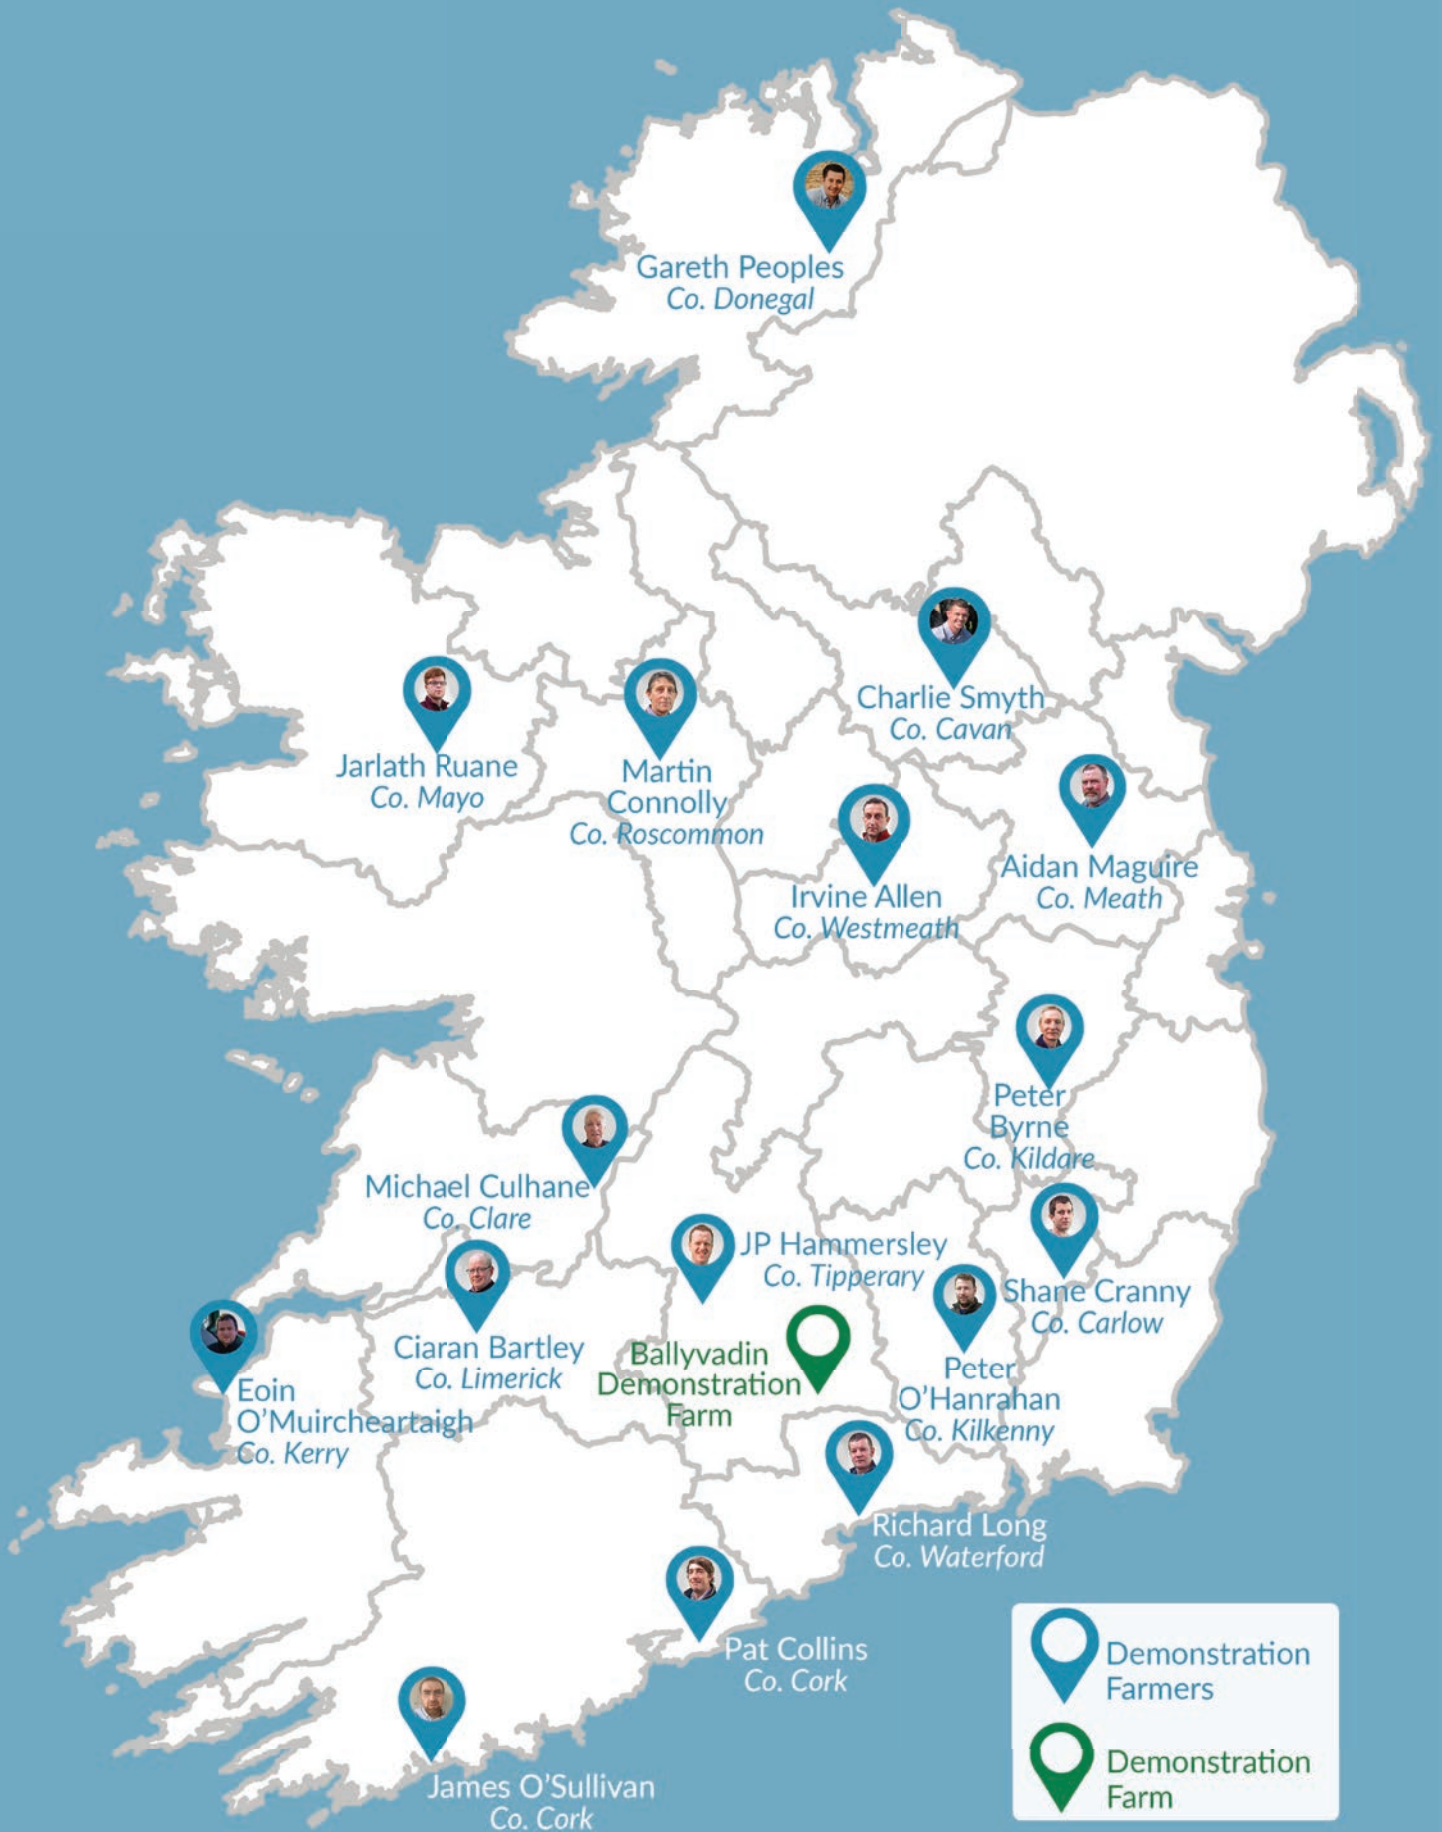 Gareth Peoples
Co. Donegal
Charlie Smyth
Co. Cavan
Jarlath Ruane
Co. Mayo
Martin
Connolly
Co. Roscommon
Aidan Maguire
Co. Meath
Irvine Allen
Co. Westmeath
Peter
Byrne
Co. Kildare
Michael Culhane
Co. Clare
JP Hammersley
Co. Tipperary
Shane Cranny
Co. Carlow
Ciaran Bartley
Co. Limerick
Ballyvadin
Demonstration
Farm
Peter
O'Hanrahan
Co. Kilkenny
Eoin
O'Muircheartaigh
Co. Kerry
Richard Long
Co. Waterford
Pat Collins
Co. Cork
James O'Sullivan
Co. Cork
Demonstration
Farmers
Demonstration
Farm